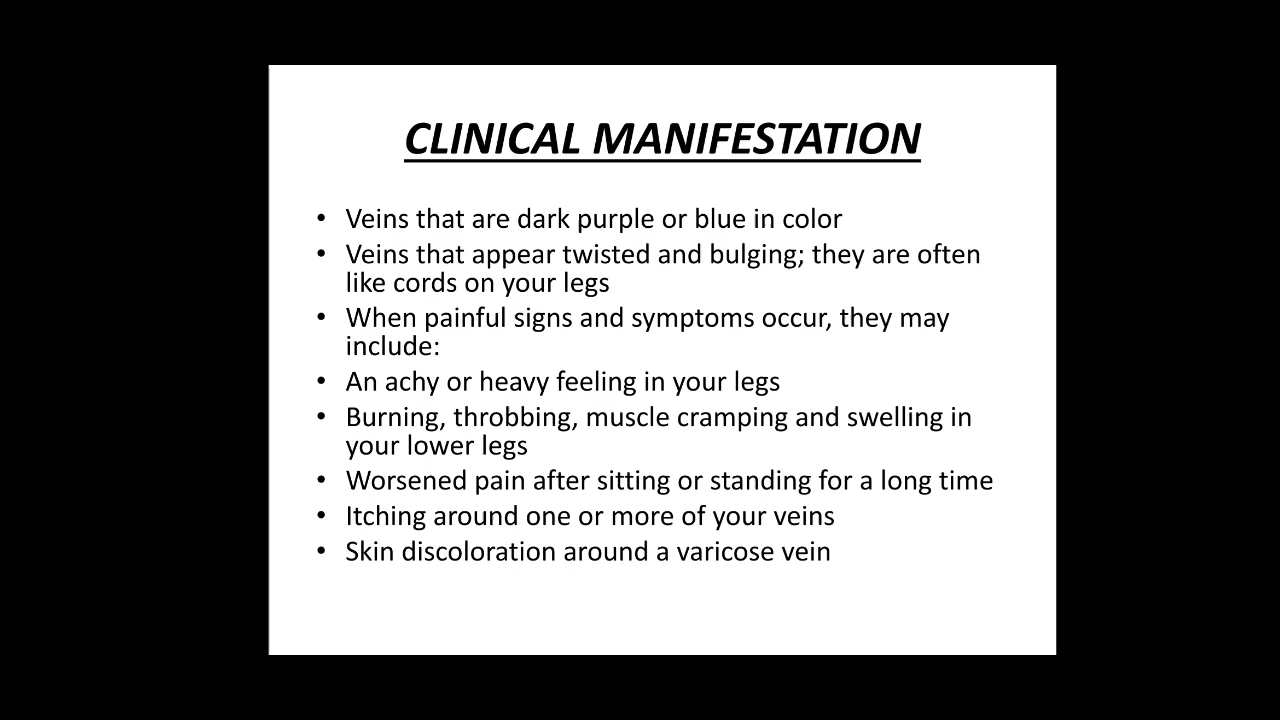 CLINICAL MANIFESTATION
• Veins that are dark purple or blue in color
• Veins that appear twisted and bulging; they are often
like cords on your legs
• When painful signs and symptoms occur, they may
include:
• An achy or heavy feeling in your legs
• Burning, throbbing, muscle cramping and swelling in
your lower legs
• Worsened pain after sitting or standing for a long time
• Itching around one or more of your veins
• Skin discoloration around a varicose vein